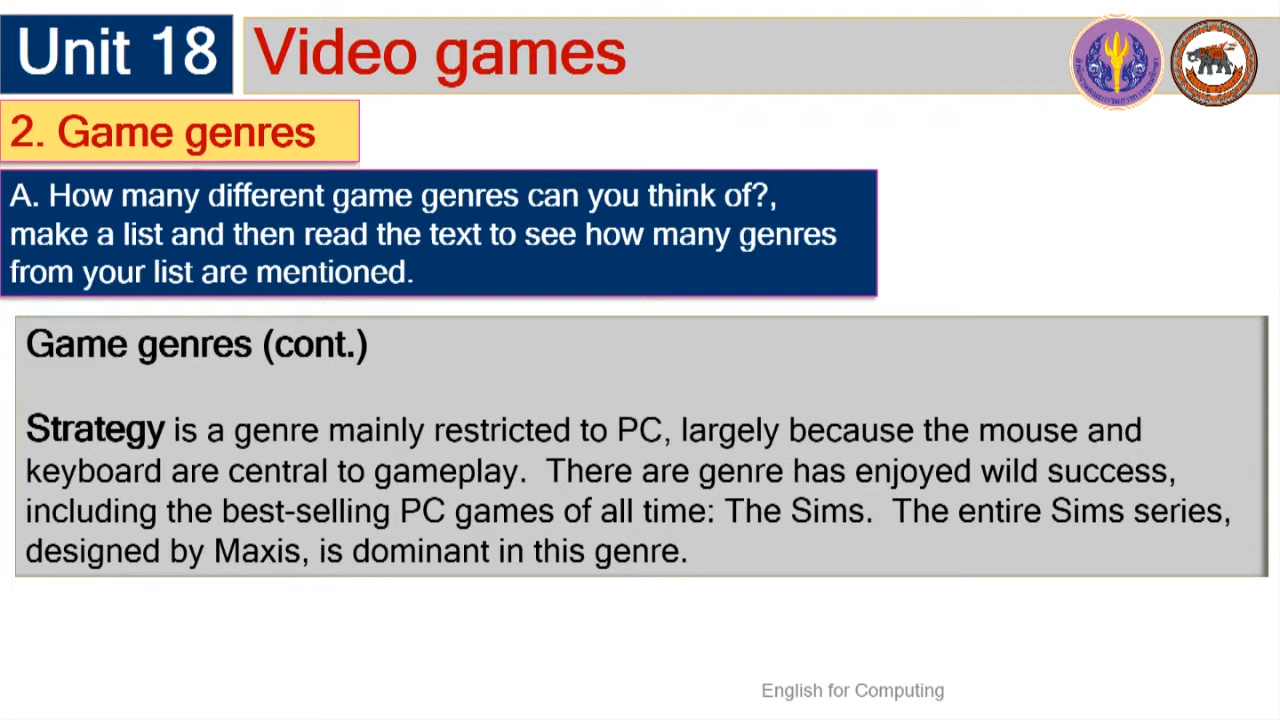 Unit 18 Video games
2. Game genres
A. How many different game genres can you think of?,
make a list and then read the text to see how many genres
from your list are mentioned.
Game genres (cont.)
Strategy is a genre mainly restricted to PC, largely because the mouse and
keyboard are central to gameplay.  There are genre has enjoyed wild success,
including the best-selling PC games of all time: The Sims.  The entire Sims series,
designed by Maxis, is dominant in this genre.
English for Computing